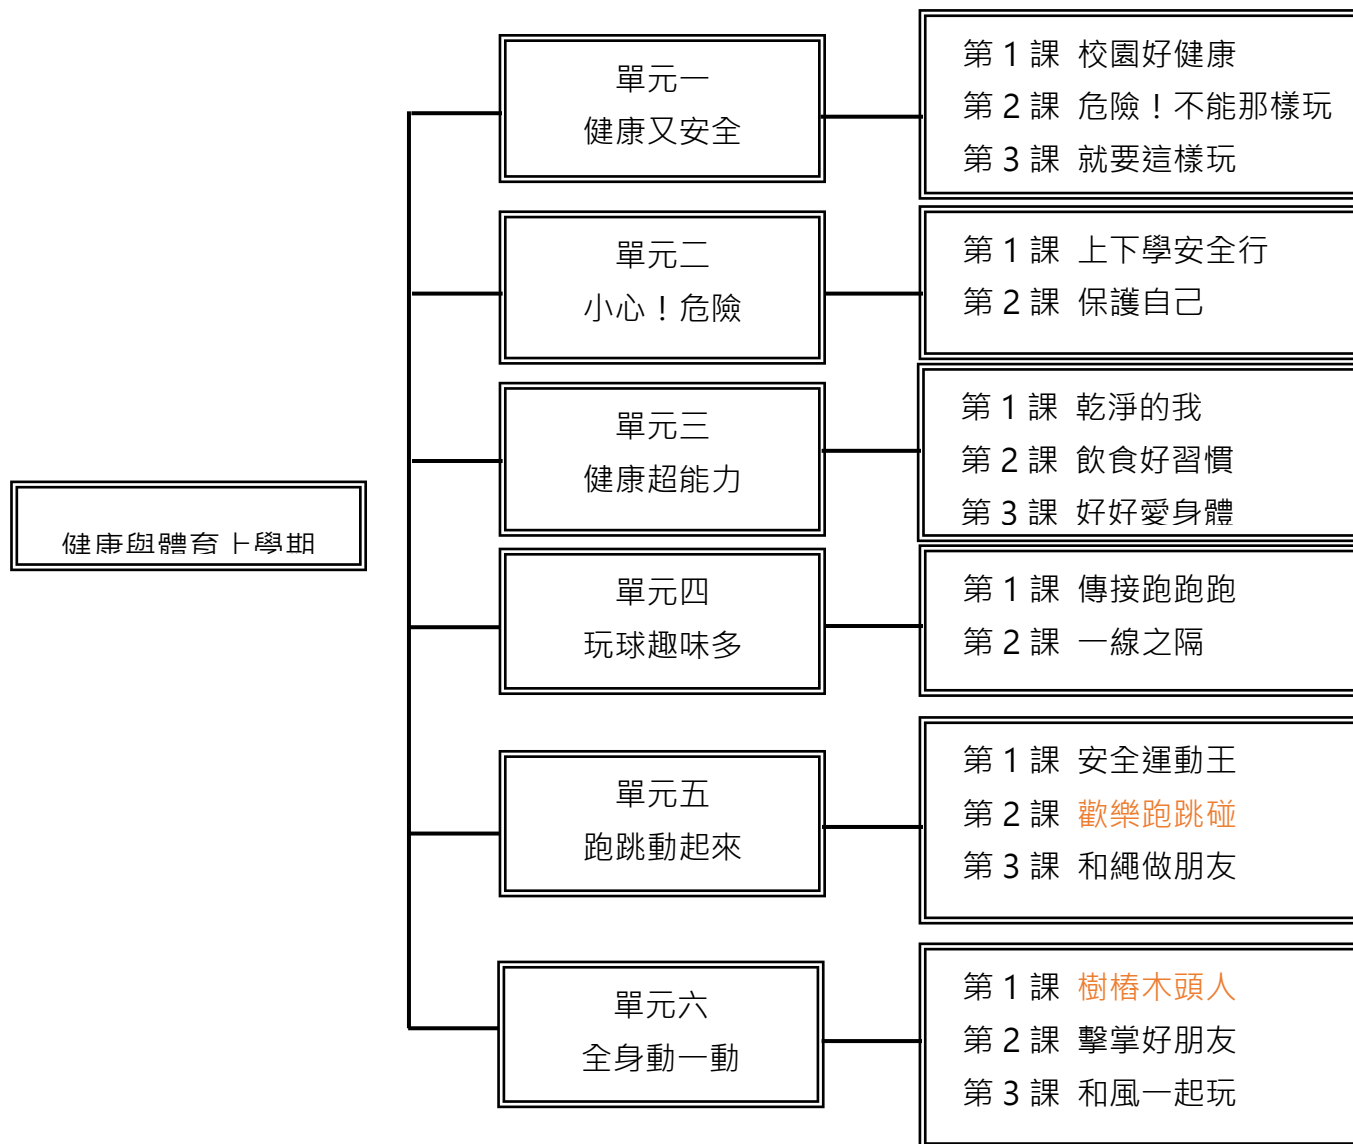 健康與體育上學期
單元一
健康又安全
第 1 課 校園好健康
第 2 課 危險！不能那樣玩
第 3 課 就要這樣玩
單元二
小心！危險
第 1 課 上下學安全行
第 2 課 保護自己
單元三
健康超能力
第 1 課 乾淨的我
第 2 課 飲食好習慣
第 3 課 好好愛身體
單元四
玩球趣味多
第 1 課 傳接跑跑跑
第 2 課 一線之隔
單元五
跑跳動起來
第 1 課 安全運動王
第 2 課 歡樂跑跳碰
第 3 課 和繩做朋友
單元六
全身動一動
第 1 課 樹樁木頭人
第 2 課 擊掌好朋友
第 3 課 和風一起玩